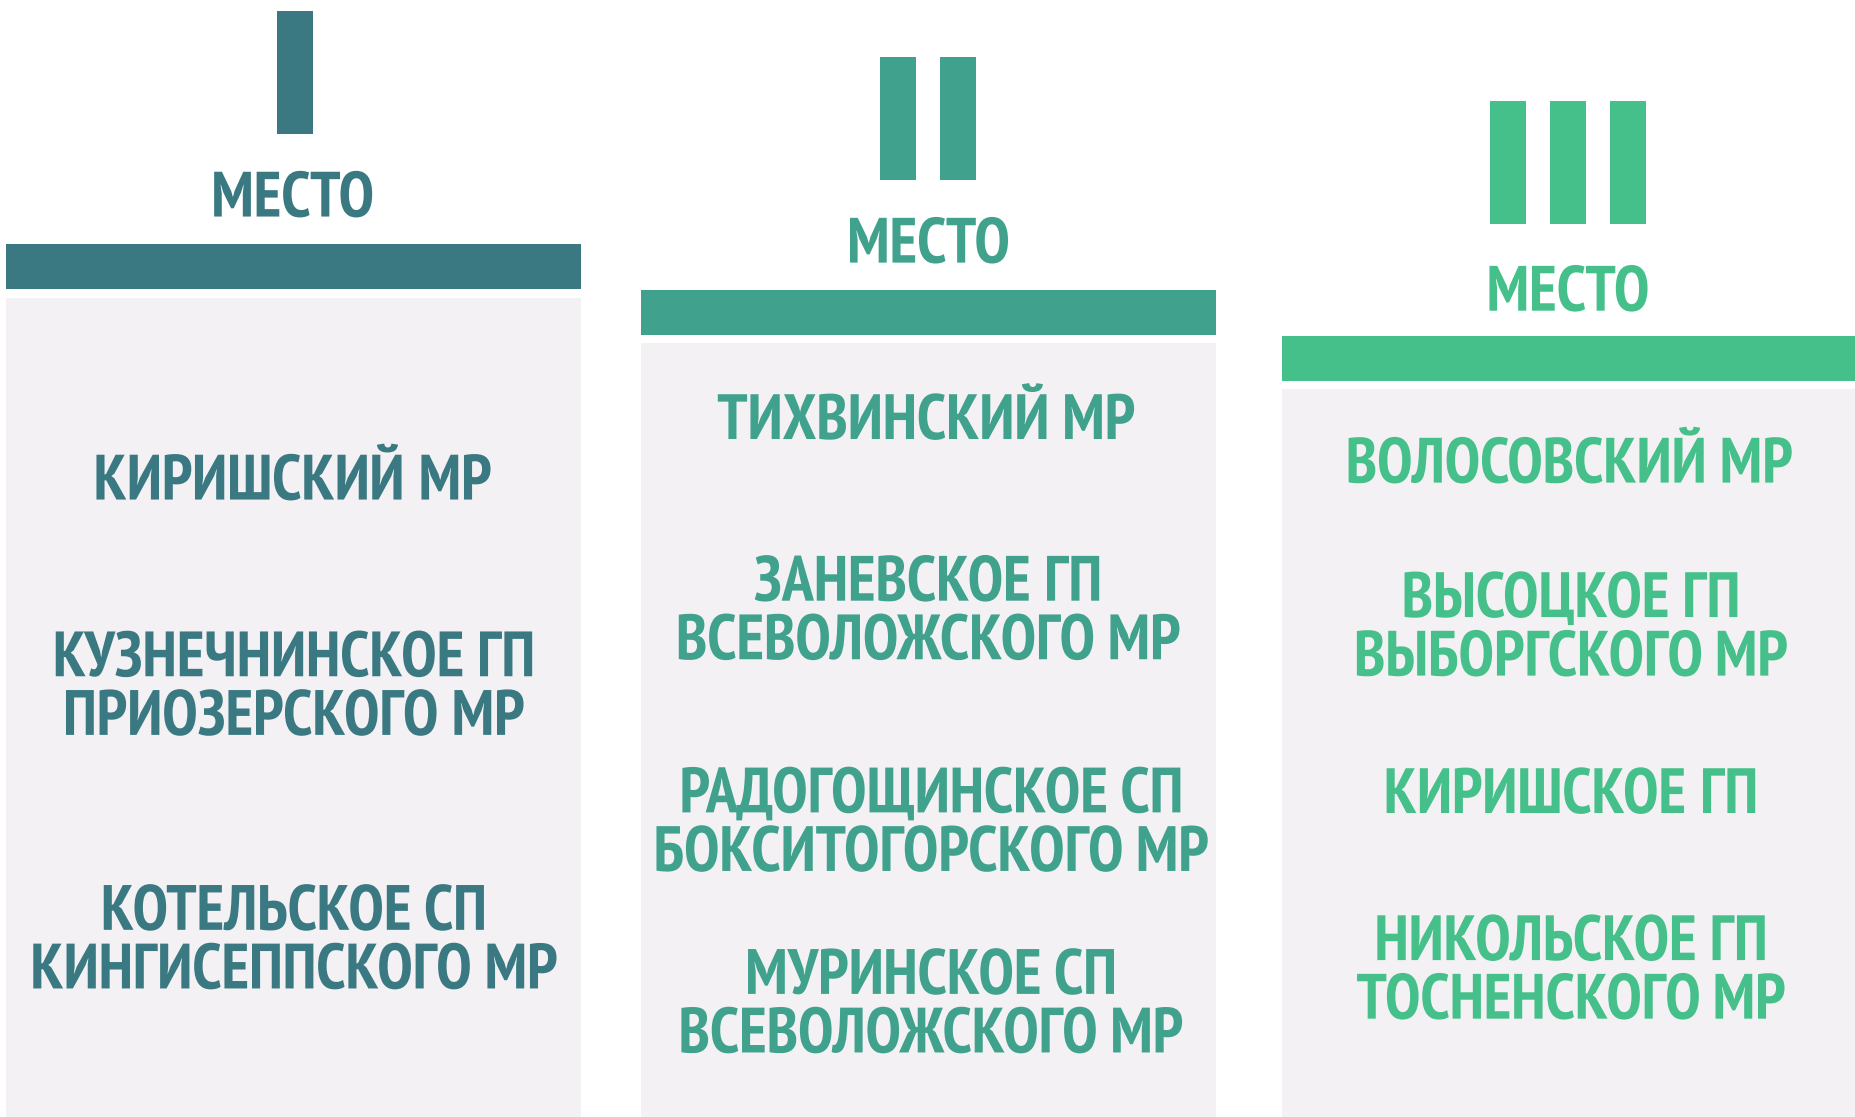 I
МЕСТО
КИРИШСКИЙ МР
КУЗНЕЧНИНСКОЕ ГП
ПРИОЗЕРСКОГО МР
КОТЕЛЬСКОЕ СП
КИНГИСЕППСКОГО МР
II
МЕСТО
ТИХВИНСКИЙ МР
ЗАНЕВСКОЕ ГП
ВСЕВОЛОЖСКОГО МР
РАДОГОЩИНСКОЕ СП
БОКСИТОГОРСКОГО МР
МУРИНСКОЕ СП
ВСЕВОЛОЖСКОГО МР
III
МЕСТО
ВОЛОСОВСКИЙ МР
ВЫСОЦКОЕ ГП
ВЫБОРГСКОГО МР
КИРИШСКОЕ ГП
НИКОЛЬСКОЕ ГП
ТОСНЕНСКОГО МР